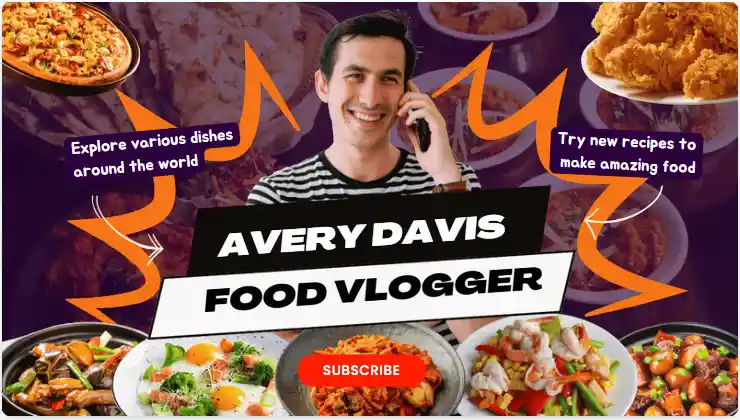 Explore various dishes
around the world
Try new recipes to
make amazing food
AVERY DAVIS
FOOD VLOGGER
SUBSCRIBE